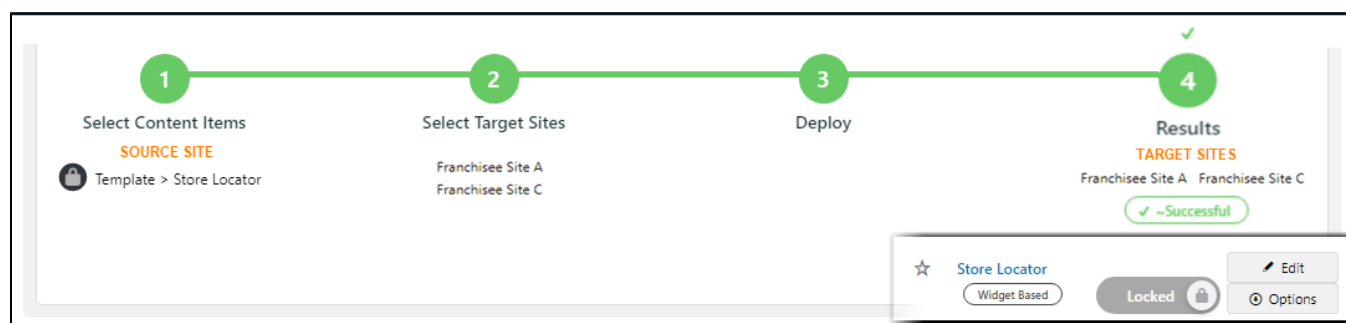 1
Select Content Items
SOURCE SITE
Template > Store Locator
2
Select Target Sites
Franchisee Site A
Franchisee Site C
3
Deploy
4
Results
TARGET SITES
Franchisee Site A Franchisee Site C
~Successful
Store Locator
Widget Based
Locked
Edit
Options